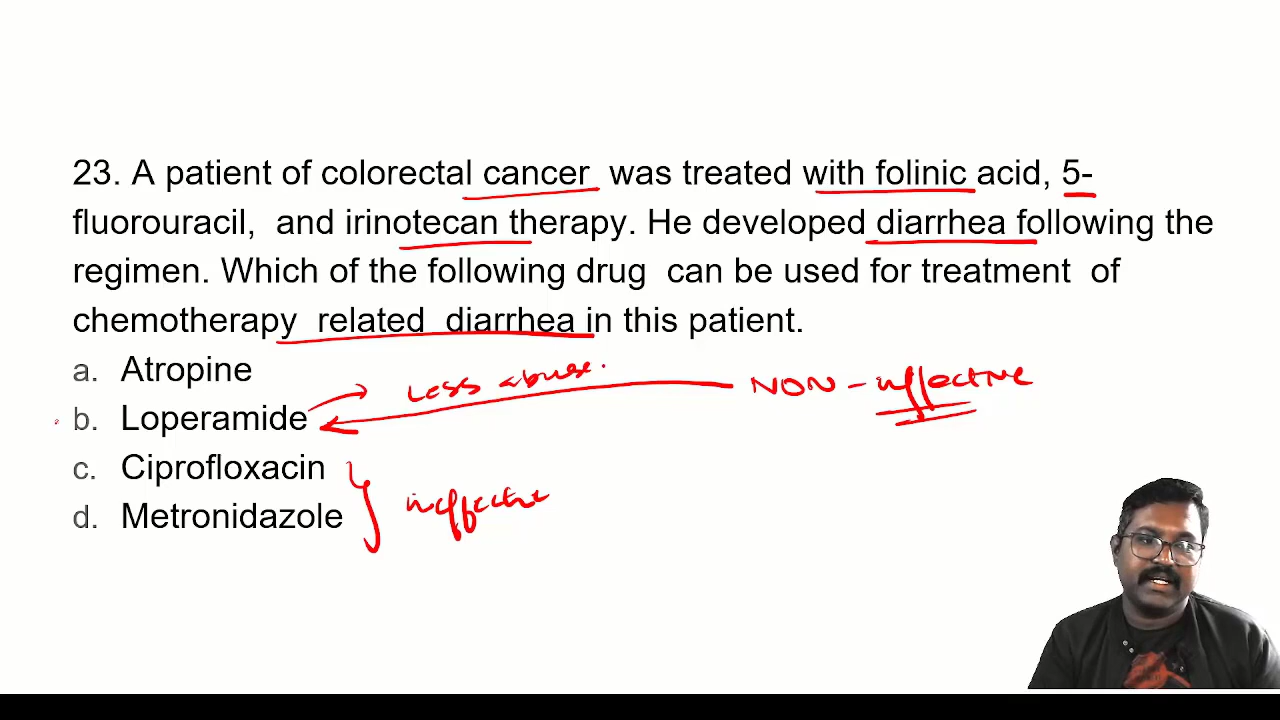 23. A patient of colorectal cancer was treated with folinic acid, 5-
fluorouracil, and irinotecan therapy. He developed diarrhea following the
regimen. Which of the following drug can be used for treatment of
chemotherapy related diarrhea in this patient.
a. Atropine
Less abuse.
NON-infective
b. Loperamide
c. Ciprofloxacin
infective
d. Metronidazole